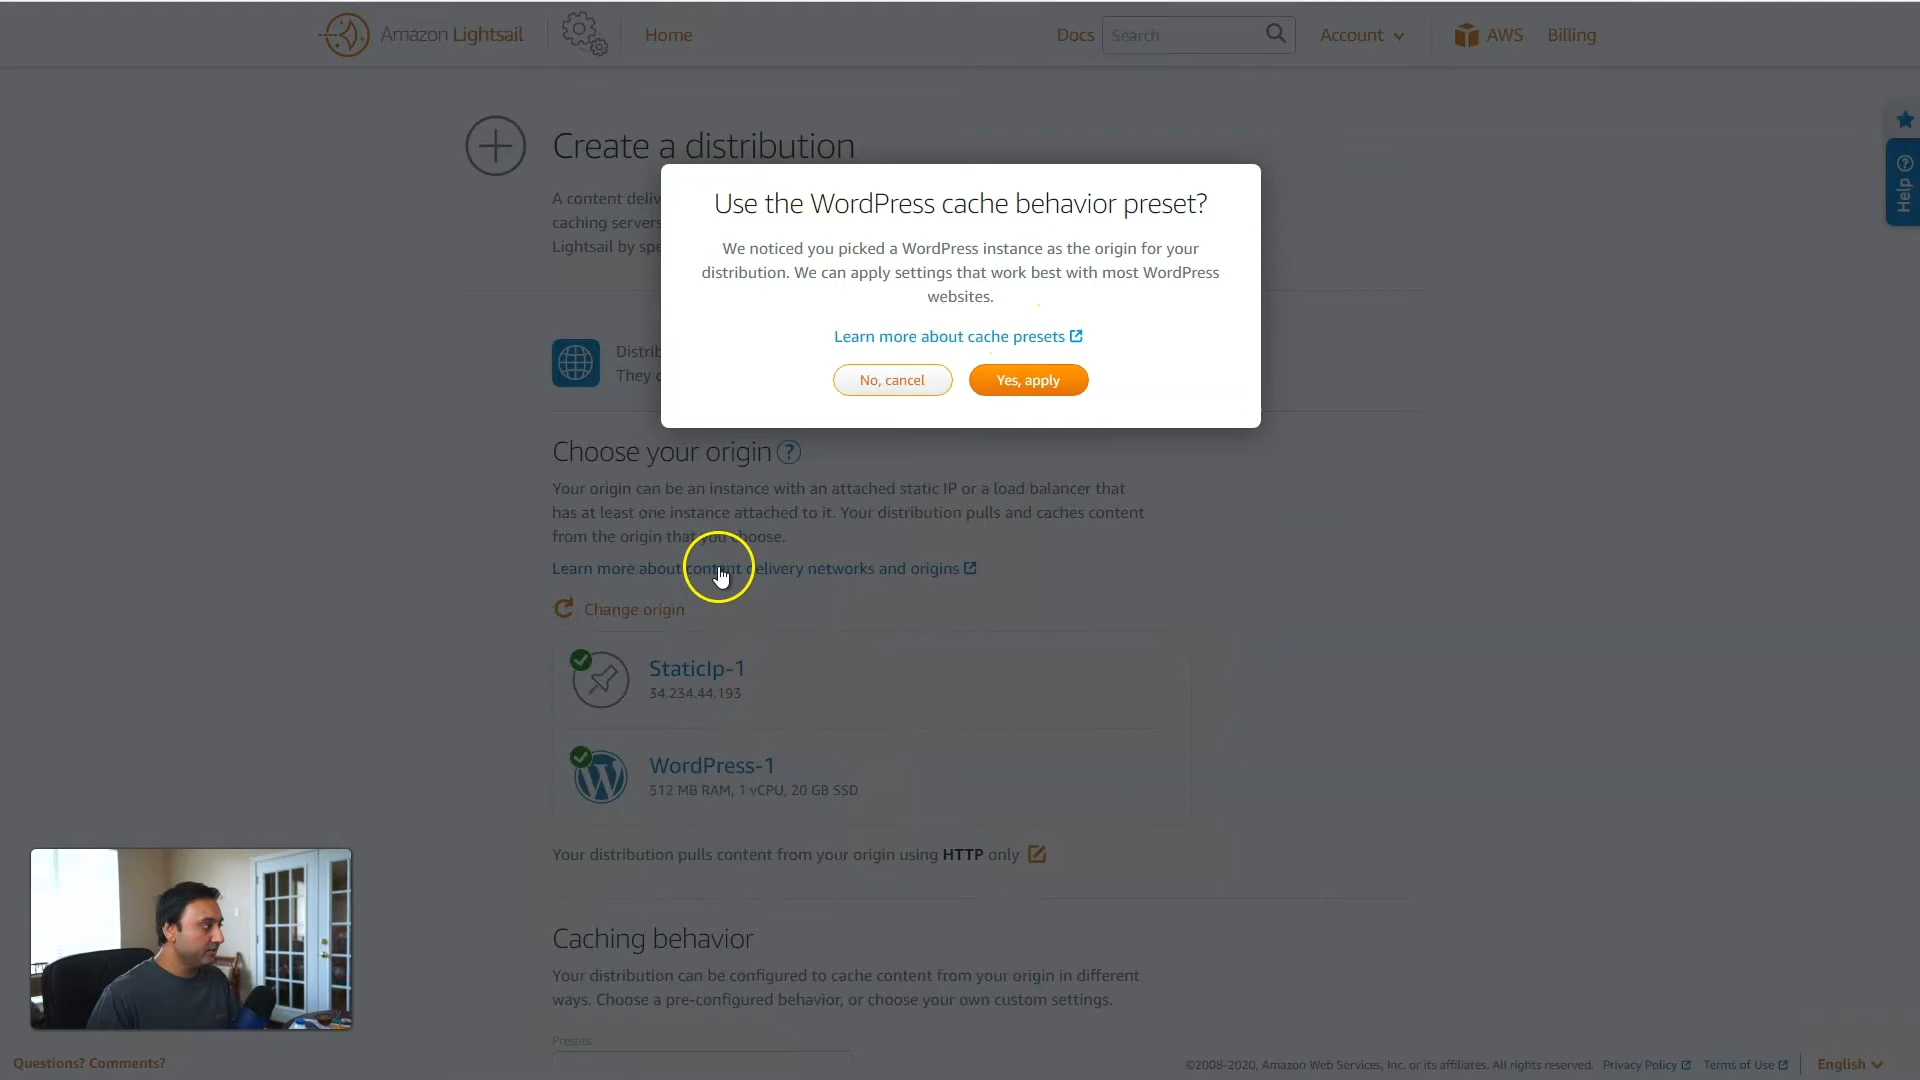 Amazon Lightsail
Home
Docs
Search
Account
AWS
Billing
Create a distribution
A content deliv
caching servers
Lightsail by spe
Use the WordPress cache behavior preset?
We noticed you picked a WordPress instance as the origin for your
distribution. We can apply settings that work best with most WordPress
websites.
Learn more about cache presets
No, cancel
Yes, apply
Help
?
Distrib
They c
Choose your origin ?
Your origin can be an instance with an attached static IP or a load balancer that
has at least one instance attached to it. Your distribution pulls and caches content
from the origin that you choose.
Learn more about content delivery networks and origins
Change origin
StaticIp-1
34.234.44.193
WordPress-1
512 MB RAM, 1 vCPU, 20 GB SSD
Your distribution pulls content from your origin using HTTP only
Caching behavior
Your distribution can be configured to cache content from your origin in different
ways. Choose a pre-configured behavior, or choose your own custom settings.
Presets
Questions? Comments?
©2008-2020, Amazon Web Services, Inc. or its affiliates. All rights reserved.
Privacy Policy
Terms of Use
English